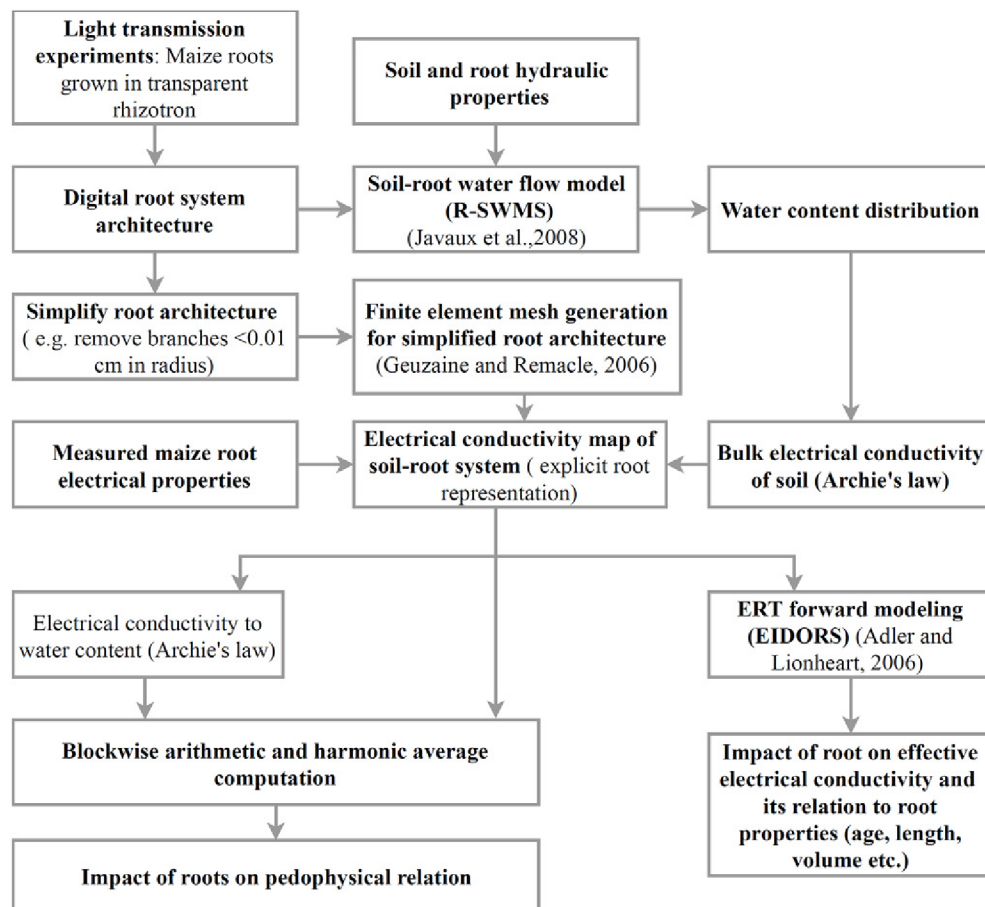 Light transmission
experiments: Maize roots
grown in transparent
rhizotron
Soil and root hydraulic
properties
Digital root system
architecture
Soil-root water flow model
(R-SWMS)
(Javaux et al.,2008)
Water content distribution
Simplify root architecture
( e.g. remove branches <0.01
cm in radius)
Finite element mesh generation
for simplified root architecture
(Geuzaine and Remacle, 2006)
Measured maize root
electrical properties
Electrical conductivity map of
soil-root system ( explicit root
representation)
Bulk electrical conductivity
of soil (Archie's law)
Electrical conductivity to
water content (Archie's law)
ERT forward modeling
(EIDORS) (Adler and
Lionheart, 2006)
Blockwise arithmetic and harmonic average
computation
Impact of root on effective
electrical conductivity and
its relation to root
properties (age, length,
volume etc.)
Impact of roots on pedophysical relation